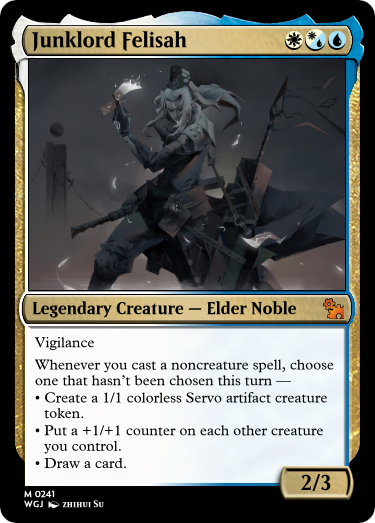 Junklord Felisah
Legendary Creature — Elder Noble
Vigilance
Whenever you cast a noncreature spell, choose
one that hasn't been chosen this turn —
• Create a 1/1 colorless Servo artifact creature
token.
• Put a +1/+1 counter on each other creature
you control.
• Draw a card.
2/3
M 0241
WGJ ZHIHUI SU